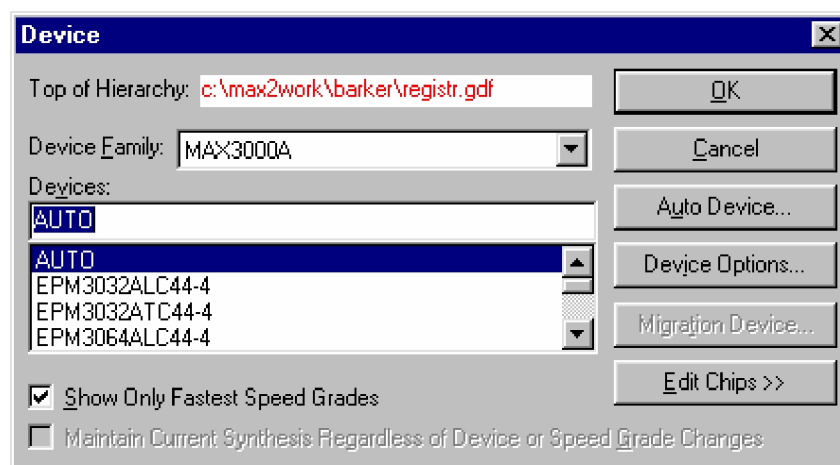 Device
Top of Hierarchy: c:\max2work\barker\registr.gdf
OK
Device Family: MAX3000A
Cancel
Devices:
AUTO
Auto Device...
AUTO
EPM3032ALC44-4
EPM3032ATC44-4
EPM3064ALC44-4
Device Options...
Migration Device...
Edit Chips >>
Show Only Fastest Speed Grades
Maintain Current Synthesis Regardless of Device or Speed Grade Changes